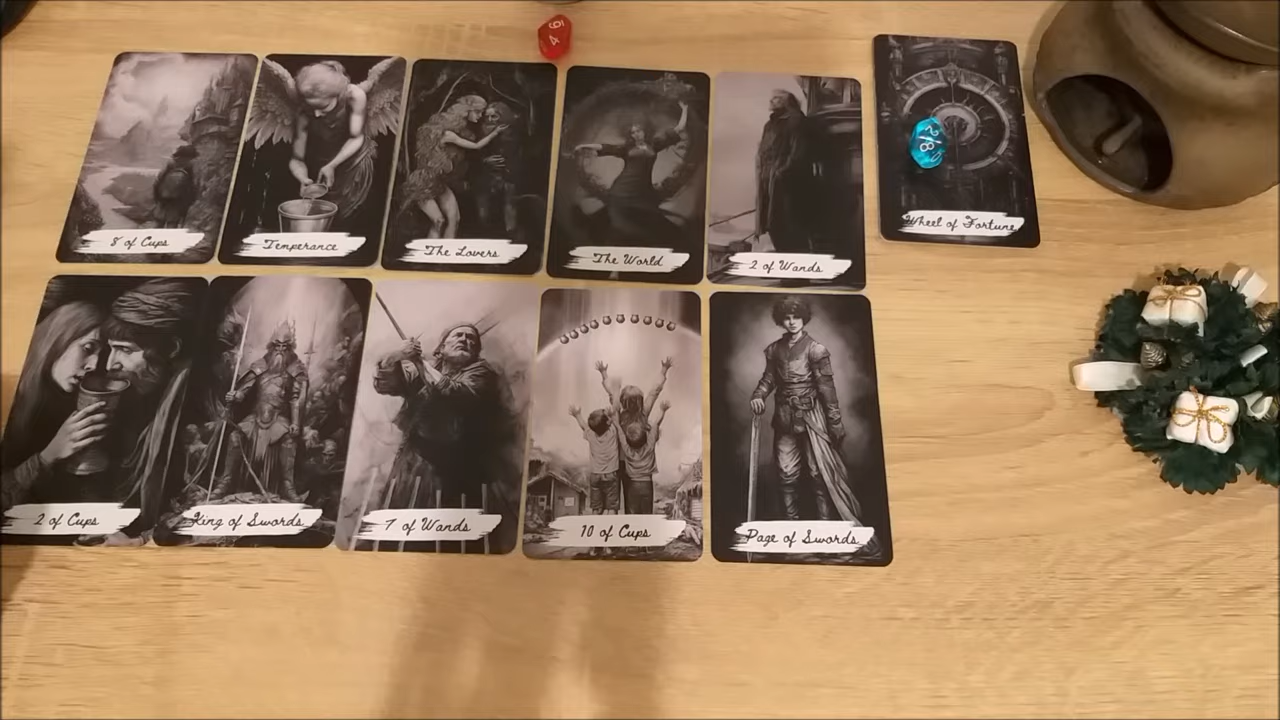 8 of Cups
Temperance
The Lovers
The World
2 of Wands
Wheel of Fortune
2 of Cups
King of Swords
7 of Wands
10 of Cups
Page of Swords